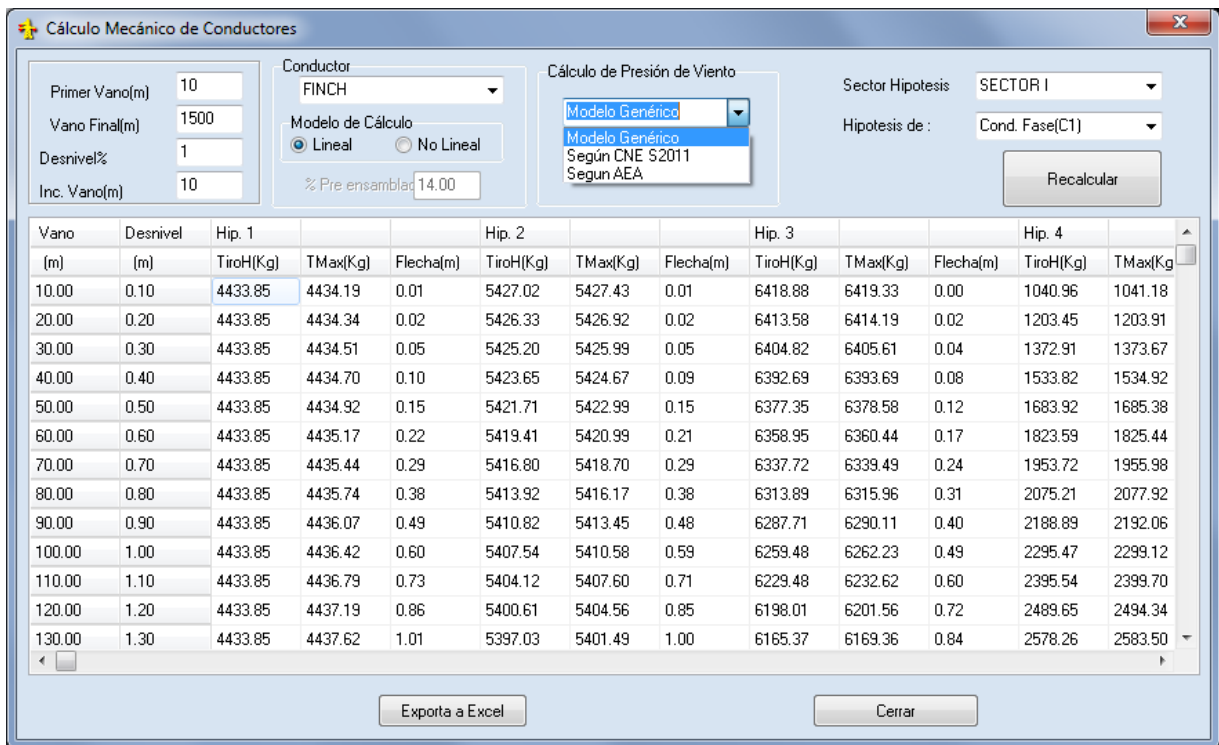 Cálculo Mecánico de Conductores
Primer Vano(m) 10
Vano Final(m) 1500
Desnivel% 1
Inc. Vano(m) 10
Conductor
FINCH
Modelo de Cálculo
Lineal No Lineal
% Pre ensamblad 14.00
Cálculo de Presión de Viento
Modelo Genérico
Modelo Genérico
Según CNE S2011
Segun AEA
Sector Hipotesis SECTOR I
Hipotesis de : Cond. Fase(C1)
Recalcular
Vano Desnivel Hip. 1 Hip. 2 Hip. 3 Hip. 4
(m) (m) TiroH(Kg) TMax(Kg) Flecha(m) TiroH(Kg) TMax(Kg) Flecha(m) TiroH(Kg) TMax(Kg) Flecha(m) TiroH(Kg) TMax(Kg
10.00 0.10 4433.85 4434.19 0.01 5427.02 5427.43 0.01 6418.88 6419.33 0.00 1040.96 1041.18
20.00 0.20 4433.85 4434.34 0.02 5426.33 5426.92 0.02 6413.58 6414.19 0.02 1203.45 1203.91
30.00 0.30 4433.85 4434.51 0.05 5425.20 5425.99 0.05 6404.82 6405.61 0.04 1372.91 1373.67
40.00 0.40 4433.85 4434.70 0.10 5423.65 5424.67 0.09 6392.69 6393.69 0.08 1533.82 1534.92
50.00 0.50 4433.85 4434.92 0.15 5421.71 5422.99 0.15 6377.35 6378.58 0.12 1683.92 1685.38
60.00 0.60 4433.85 4435.17 0.22 5419.41 5420.99 0.21 6358.95 6360.44 0.17 1823.59 1825.44
70.00 0.70 4433.85 4435.44 0.29 5416.80 5418.70 0.29 6337.72 6339.49 0.24 1953.72 1955.98
80.00 0.80 4433.85 4435.74 0.38 5413.92 5416.17 0.38 6313.89 6315.96 0.31 2075.21 2077.92
90.00 0.90 4433.85 4436.07 0.49 5410.82 5413.45 0.48 6287.71 6290.11 0.40 2188.89 2192.06
100.00 1.00 4433.85 4436.42 0.60 5407.54 5410.58 0.59 6259.48 6262.23 0.49 2295.47 2299.12
110.00 1.10 4433.85 4436.79 0.73 5404.12 5407.60 0.71 6229.48 6232.62 0.60 2395.54 2399.70
120.00 1.20 4433.85 4437.19 0.86 5400.61 5404.56 0.85 6198.01 6201.56 0.72 2489.65 2494.34
130.00 1.30 4433.85 4437.62 1.01 5397.03 5401.49 1.00 6165.37 6169.36 0.84 2578.26 2583.50
Exporta a Excel Cerrar